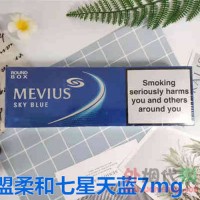 ROUND
BOX
MEVIUS
SKY BLUE
Smoking
seriously harms
you and others
around you
盟柔和七星天蓝7mg